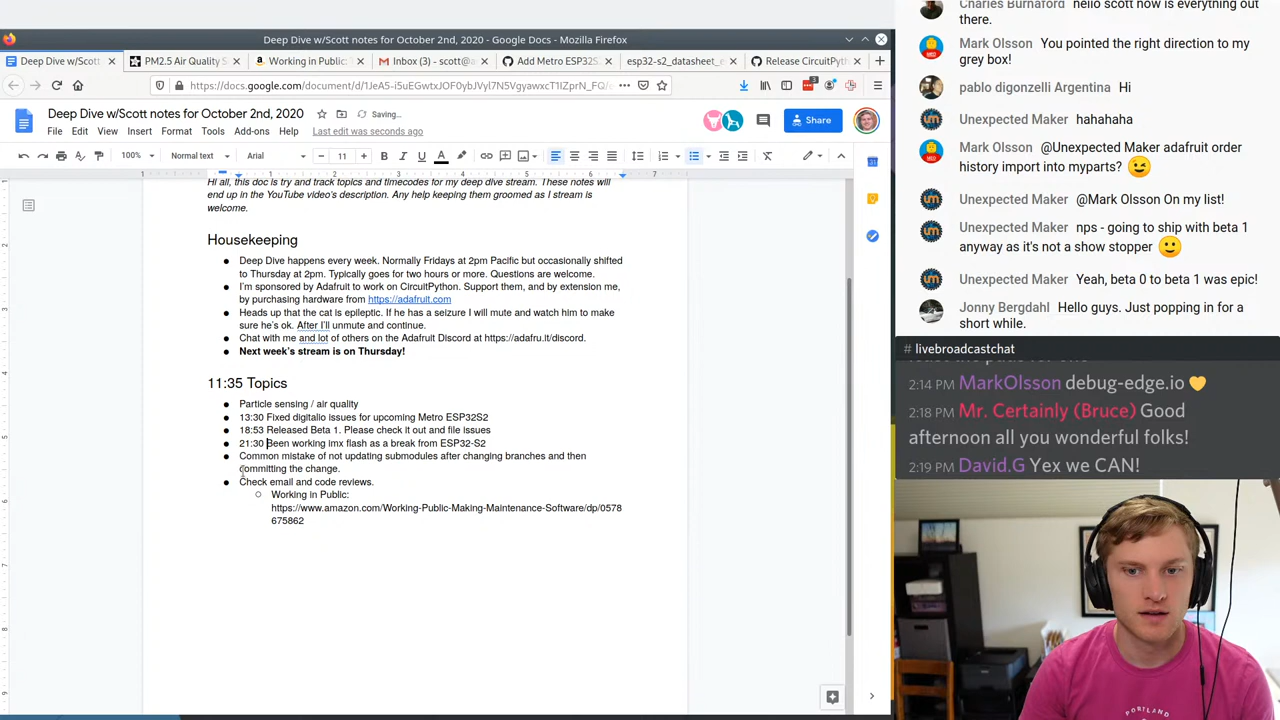 Deep Dive w/Scott notes for October 2nd, 2020 - Google Docs - Mozilla Firefox
Deep Dive w/Scott
PM2.5 Air Quality S
Working in Public:
Inbox (3) - scott@a
Add Metro ESP32S
esp32-s2_datasheet_e
Release CircuitPyth
https://docs.google.com/document/d/1JeA5-iSuEGwtxJOF0ybJVyl7N5VgyawxcT1IZprN_FQ/
3
Deep Dive w/Scott notes for October 2nd, 2020
Saving...
File Edit View Insert Format Tools Add-ons Help
Last edit was seconds ago
Share
100% Normal text Arial 11
Hi all, this doc is try and track topics and timecodes for my deep dive stream. These notes will
end up in the YouTube video's description. Any help keeping them groomed as I stream is
welcome.
Housekeeping
Deep Dive happens every week. Normally Fridays at 2pm Pacific but occasionally shifted
to Thursday at 2pm. Typically goes for two hours or more. Questions are welcome.
I'm sponsored by Adafruit to work on CircuitPython. Support them, and by extension me,
by purchasing hardware from https://adafruit.com
Heads up that the cat is epileptic. If he has a seizure I will mute and watch him to make
sure he's ok. After I'll unmute and continue.
Chat with me and lot of others on the Adafruit Discord at https://adafru.it/discord.
Next week's stream is on Thursday!
11:35 Topics
Particle sensing / air quality
13:30 Fixed digitalio issues for upcoming Metro ESP32S2
18:53 Released Beta 1. Please check it out and file issues
21:30 Been working imx flash as a break from ESP32-S2
Common mistake of not updating submodules after changing branches and then
committing the change.
Check email and code reviews.
Working in Public:
https://www.amazon.com/Working-Public-Making-Maintenance-Software/dp/0578
675862
Charles Burnaford hello scott how is everything out
there.
Mark Olsson You pointed the right direction to my
grey box!
pablo digonzelli Argentina Hi
Unexpected Maker hahahaha
Mark Olsson @Unexpected Maker adafruit order
history import into myparts? 😉
Unexpected Maker @Mark Olsson On my list!
Unexpected Maker nps - going to ship with beta 1
anyway as it's not a show stopper 🙂
Unexpected Maker Yeah, beta 0 to beta 1 was epic!
Jonny Bergdahl Hello guys. Just popping in for a
short while.
# livebroadcastchat
2:14 PM MarkOlsson debug-edge.io 💛
2:18 PM Mr. Certainly (Bruce) Good
afternoon all you wonderful folks!
2:19 PM David.G Yex we CAN!
PORTLAND